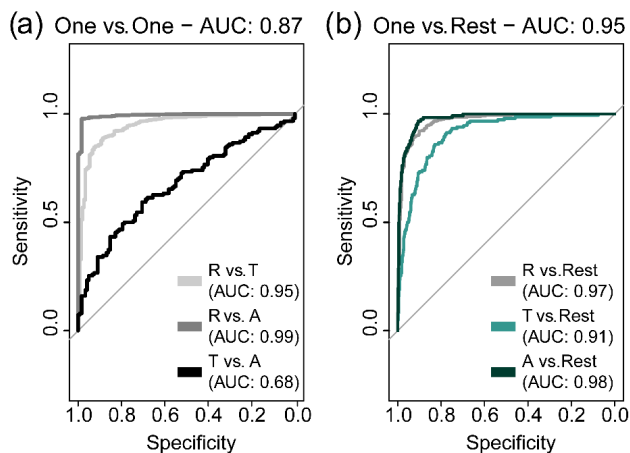 (a) One vs.One – AUC: 0.87
Sensitivity
1.0
0.5
0.0
R vs.T
(AUC: 0.95)
R vs.A
(AUC: 0.99)
T vs.A
(AUC: 0.68)
1.0 0.8 0.6 0.4 0.2 0.0
Specificity
(b) One vs.Rest – AUC: 0.95
Sensitivity
1.0
0.5
0.0
R vs.Rest
(AUC: 0.97)
T vs.Rest
(AUC: 0.91)
A vs.Rest
(AUC: 0.98)
1.0 0.8 0.6 0.4 0.2 0.0
Specificity